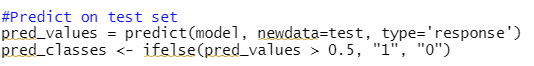 #Predict on test set
pred_values = predict(model, newdata=test, type='response')
pred_classes <- ifelse(pred_values > 0.5, "1", "0")